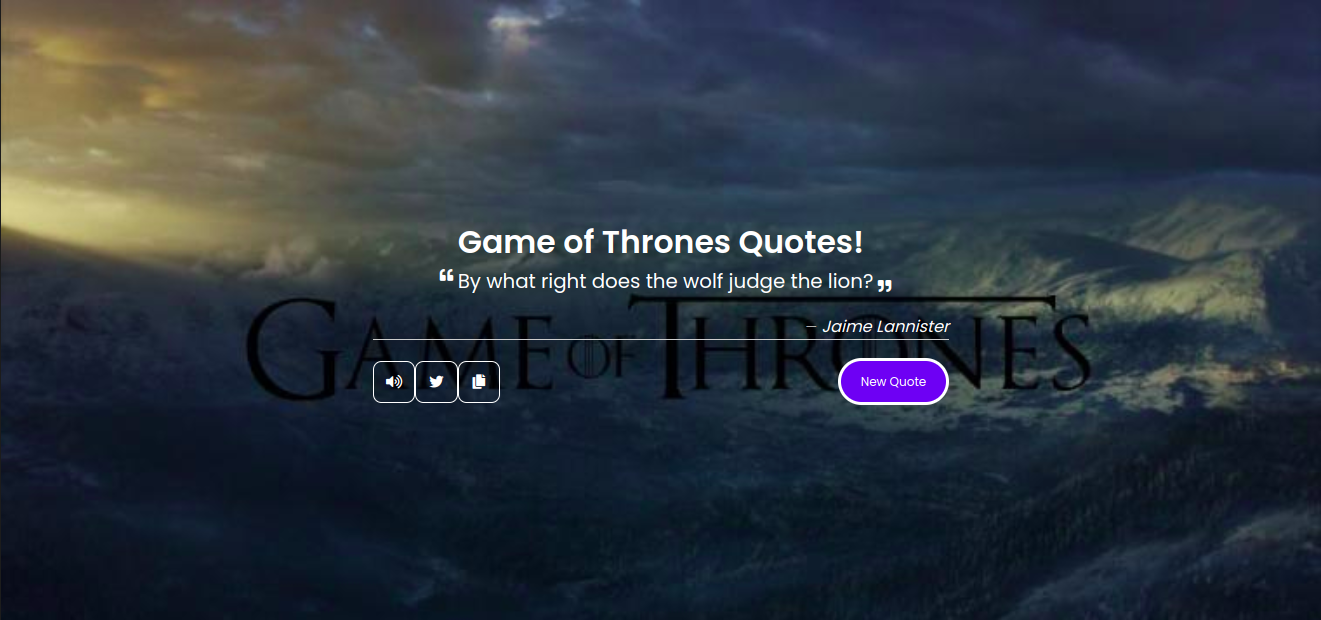 Game of Thrones Quotes!
❝ By what right does the wolf judge the lion? ❞
— Jaime Lannister
GAME OF THRONES
New Quote